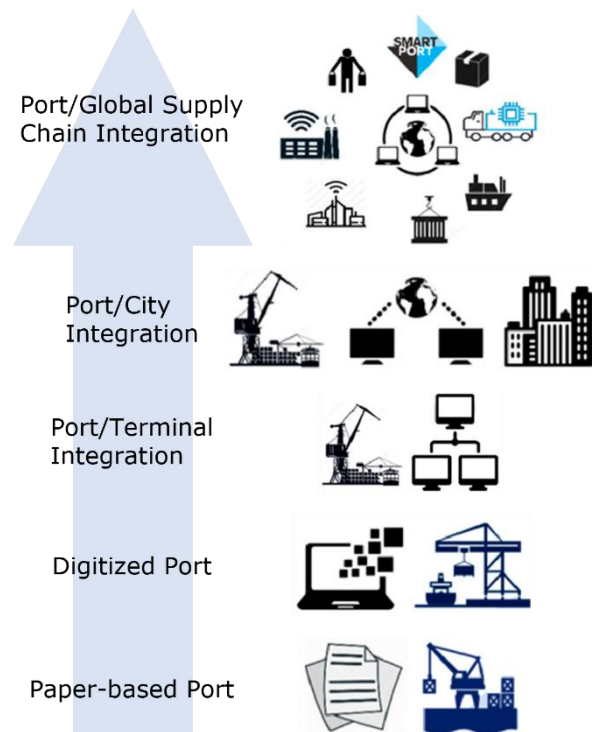 SMART
PORT
Port/Global Supply
Chain Integration
Port/City
Integration
Port/Terminal
Integration
Digitized Port
Paper-based Port